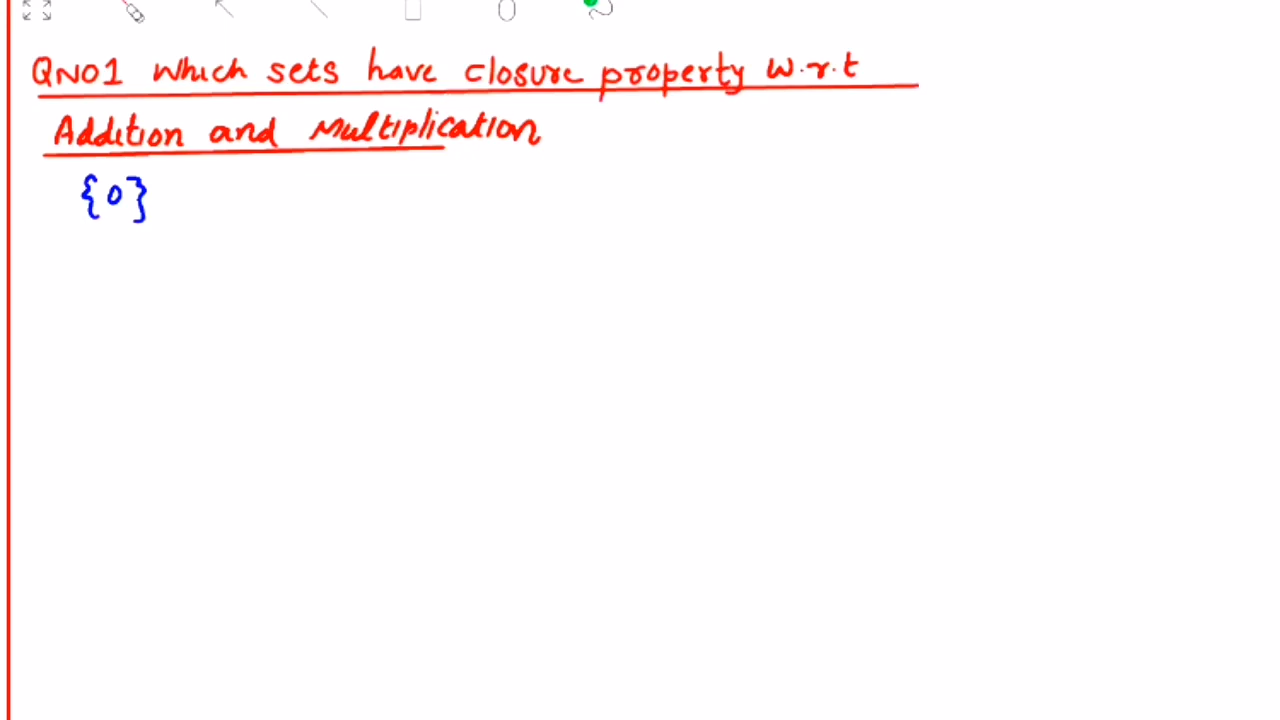 QNO1 Which sets have closure property w.r.t
Addition and Multiplication
{0}